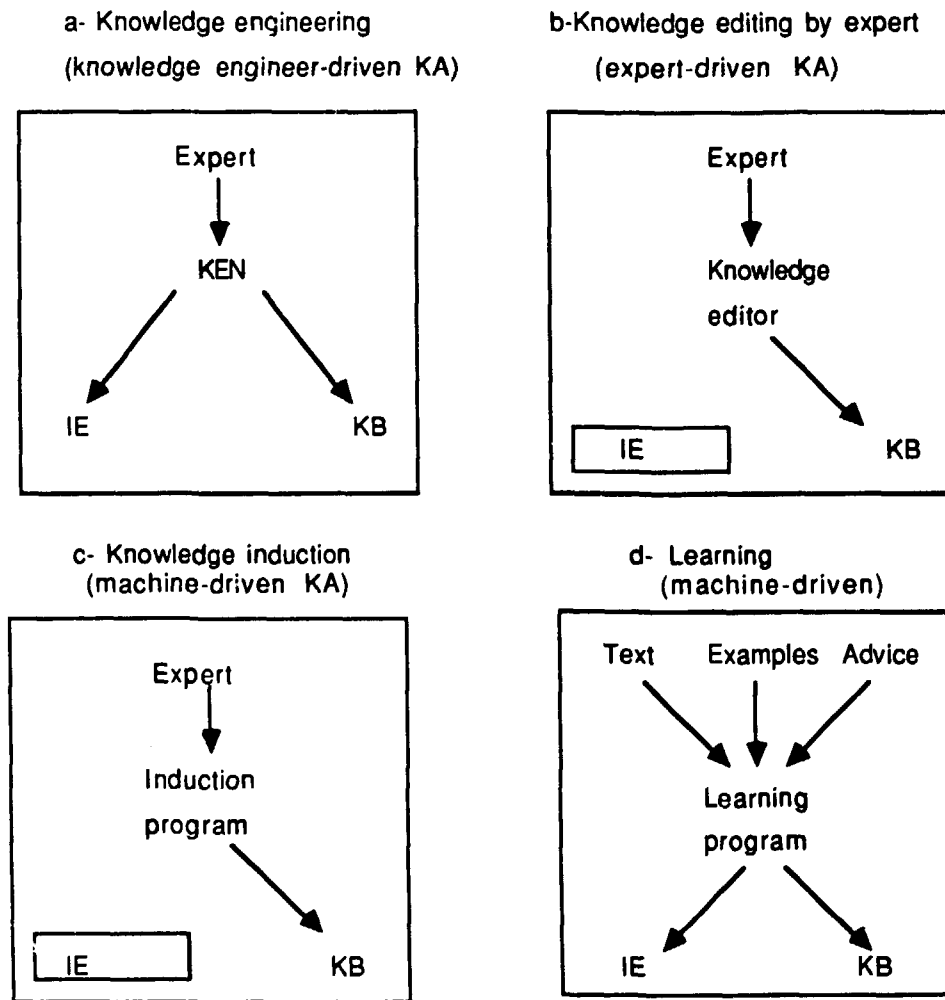 a- Knowledge engineering
(knowledge engineer-driven KA)
Expert
KEN
IE
KB
b-Knowledge editing by expert
(expert-driven KA)
Expert
Knowledge
editor
IE
KB
c- Knowledge induction
(machine-driven KA)
Expert
Induction
program
IE
KB
d- Learning
(machine-driven)
Text Examples Advice
Learning
program
IE
KB